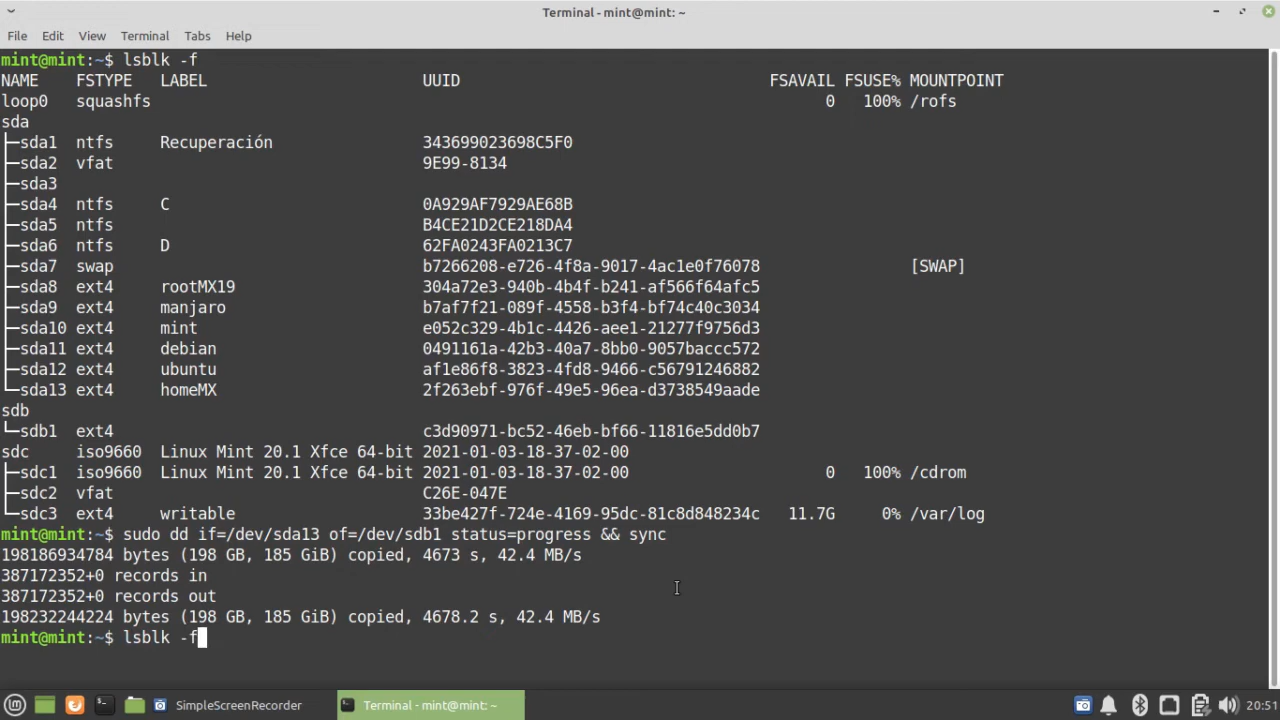 Terminal - mint@mint: ~
File Edit View Terminal Tabs Help
mint@mint:~$ lsblk -f
NAME FSTYPE LABEL UUID FSAVAIL FSUSE% MOUNTPOINT
loop0 squashfs 0 100% /rofs
sda
├─sda1 ntfs Recuperación 343699023698C5F0
├─sda2 vfat 9E99-8134
├─sda3
├─sda4 ntfs C 0A929AF7929AE68B
├─sda5 ntfs B4CE21D2CE218DA4
├─sda6 ntfs D 62FA0243FA0213C7
├─sda7 swap b7266208-e726-4f8a-9017-4ac1e0f76078 [SWAP]
├─sda8 ext4 rootMX19 304a72e3-940b-4b4f-b241-af566f64afc5
├─sda9 ext4 manjaro b7af7f21-089f-4558-b3f4-bf74c40c3034
├─sda10 ext4 mint e052c329-4b1c-4426-aee1-21277f9756d3
├─sda11 ext4 debian 0491161a-42b3-40a7-8bb0-9057baccc572
├─sda12 ext4 ubuntu af1e86f8-3823-4fd8-9466-c56791246882
└─sda13 ext4 homeMX 2f263ebf-976f-49e5-96ea-d3738549aade
sdb
└─sdb1 ext4 c3d90971-bc52-46eb-bf66-11816e5dd0b7
sdc iso9660 Linux Mint 20.1 Xfce 64-bit 2021-01-03-18-37-02-00
├─sdc1 iso9660 Linux Mint 20.1 Xfce 64-bit 2021-01-03-18-37-02-00 0 100% /cdrom
├─sdc2 vfat C26E-047E
└─sdc3 ext4 writable 33be427f-724e-4169-95dc-81c8d848234c 11.7G 0% /var/log
mint@mint:~$ sudo dd if=/dev/sda13 of=/dev/sdb1 status=progress && sync
198186934784 bytes (198 GB, 185 GiB) copied, 4673 s, 42.4 MB/s
387172352+0 records in
387172352+0 records out
198232244224 bytes (198 GB, 185 GiB) copied, 4678.2 s, 42.4 MB/s
mint@mint:~$ lsblk -f
SimpleScreenRecorder Terminal - mint@mint: ~ 20:51